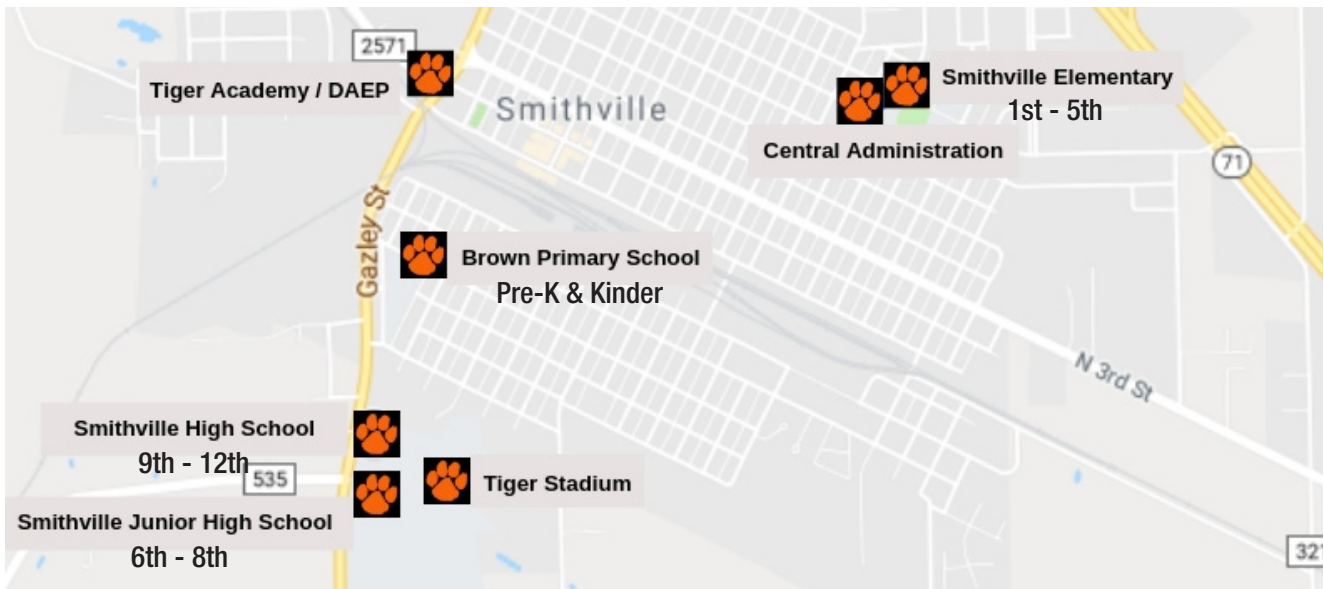 2571
Tiger Academy / DAEP
Smithville
Smithville Elementary
1st - 5th
Central Administration
71
Gazley St
Brown Primary School
Pre-K & Kinder
N 3rd St
Smithville High School
9th - 12th
535
Tiger Stadium
Smithville Junior High School
6th - 8th
321